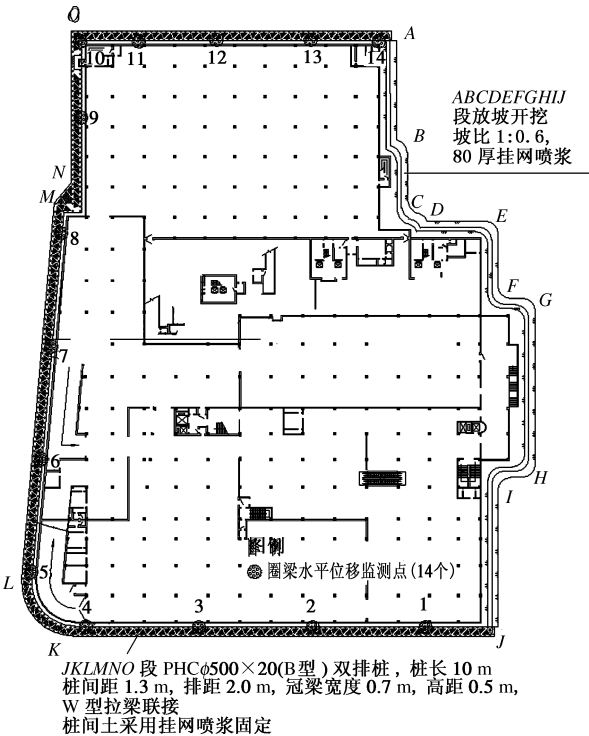 O
A
10
11
12
13
14
ABCDEFGHIJ
段放坡开挖
坡比 1:0.6,
80 厚挂网喷浆
9
B
N
M
C
D
E
8
F
G
7
6
H
I
图例
圈梁水平位移监测点(14个)
L
5
4
3
2
1
K
J
JKLMNO 段 PHCϕ500×20(B型) 双排桩, 桩长 10 m
桩间距 1.3 m, 排距 2.0 m, 冠梁宽度 0.7 m, 高距 0.5 m,
W 型拉梁联接
桩间土采用挂网喷浆固定